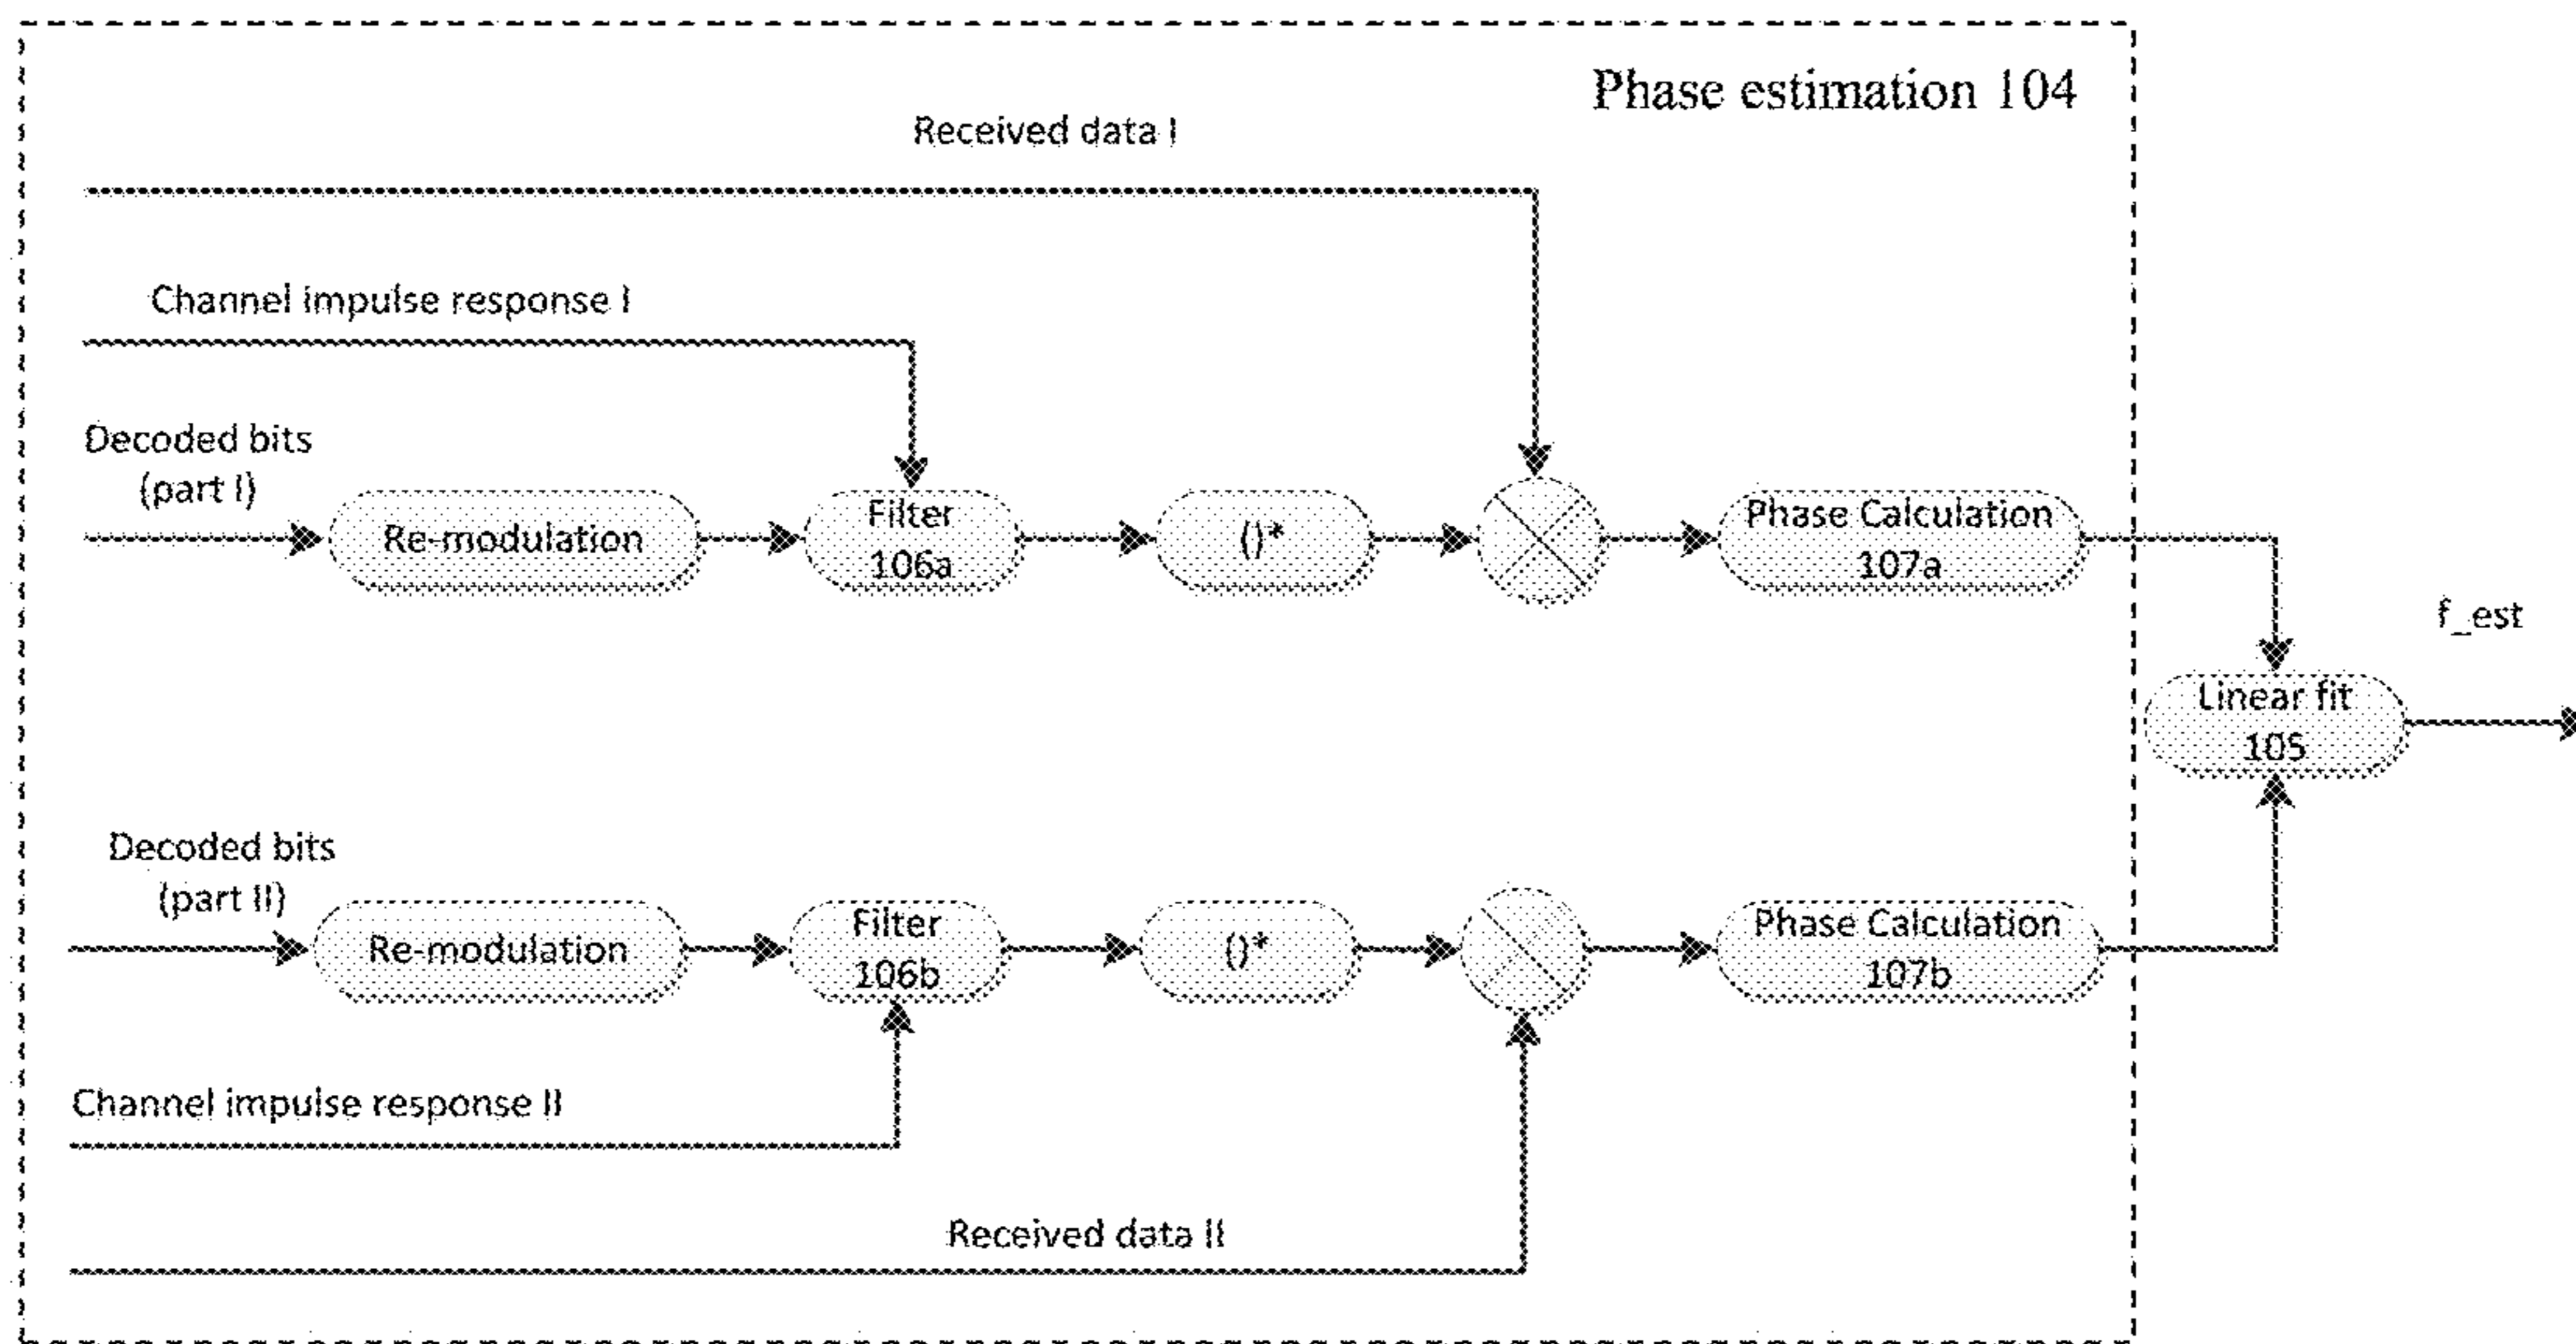 Phase estimation 104
Received data I
Channel impulse response I
Decoded bits
(part I)
Re-modulation
Filter
106a
()*
Phase Calculation
107a
f_est
Linear fit
105
Decoded bits
(part II)
Re-modulation
Filter
106b
()*
Phase Calculation
107b
Channel impulse response II
Received data II